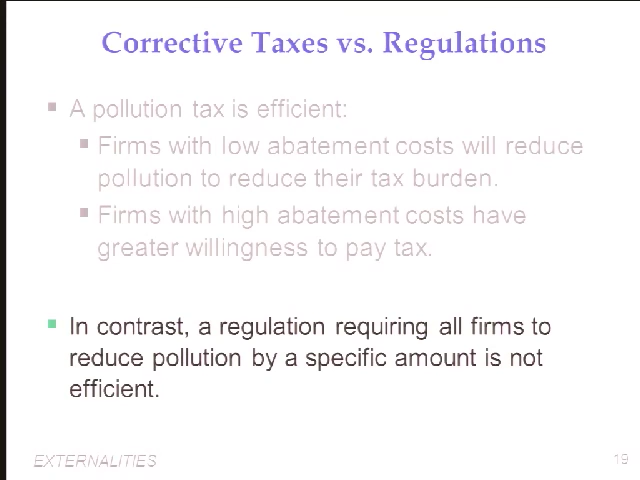 Corrective Taxes vs. Regulations
▪ A pollution tax is efficient:
▪ Firms with low abatement costs will reduce
pollution to reduce their tax burden.
▪ Firms with high abatement costs have
greater willingness to pay tax.
▪ In contrast, a regulation requiring all firms to
reduce pollution by a specific amount is not
efficient.
EXTERNALITIES
19